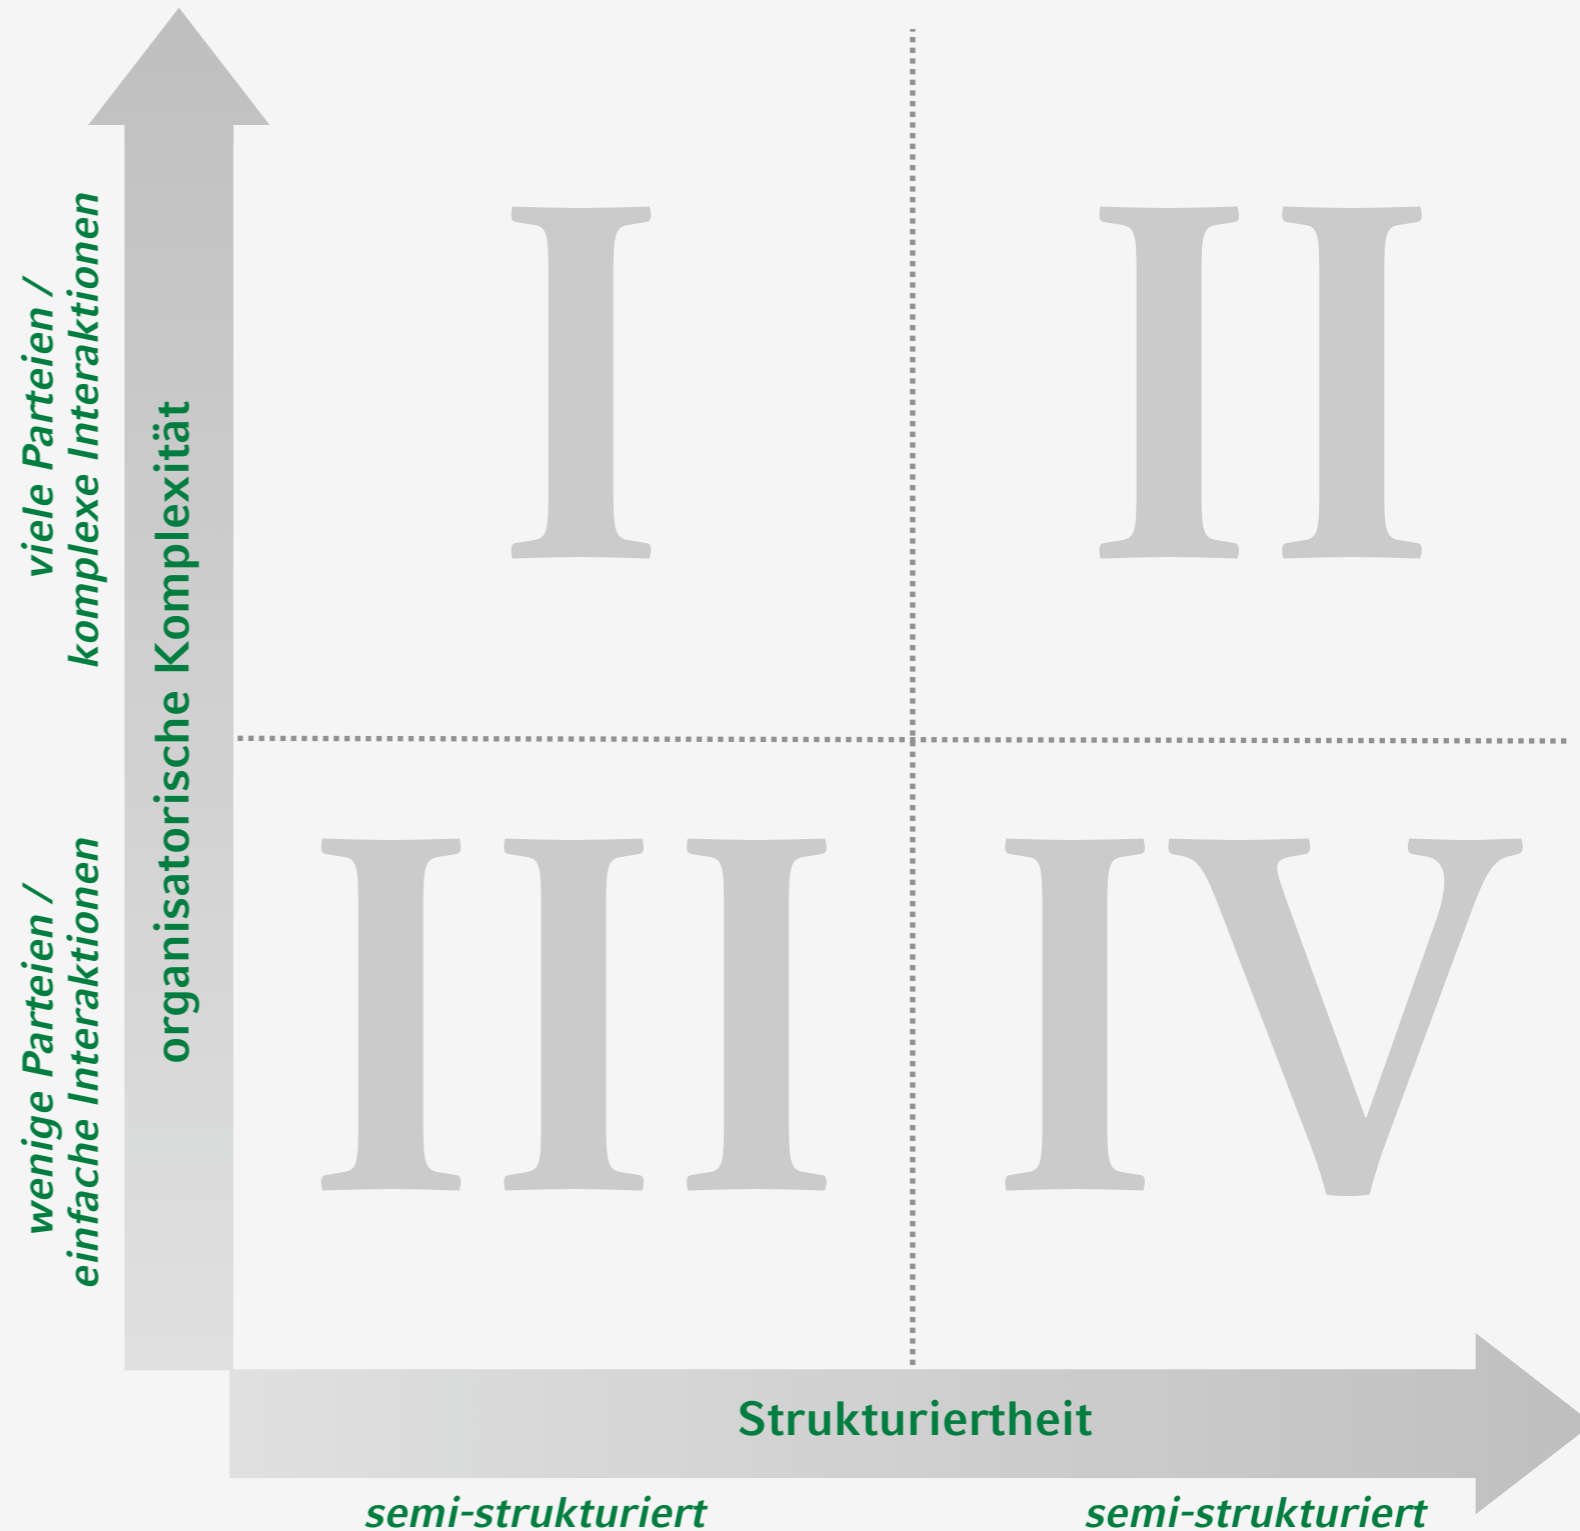 viele Parteien /
komplexe Interaktionen
wenige Parteien /
einfache Interaktionen
organisatorische Komplexität
I
II
III
IV
Strukturiertheit
semi-strukturiert
semi-strukturiert